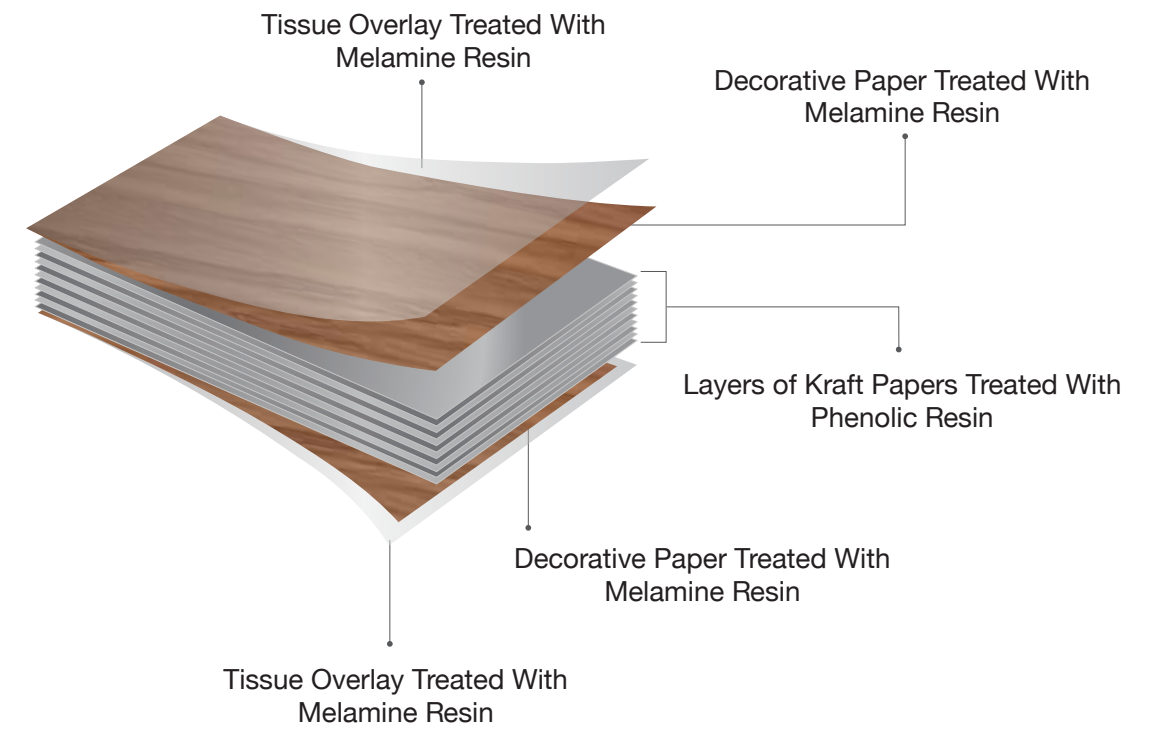 Tissue Overlay Treated With
Melamine Resin
Decorative Paper Treated With
Melamine Resin
Layers of Kraft Papers Treated With
Phenolic Resin
Decorative Paper Treated With
Melamine Resin
Tissue Overlay Treated With
Melamine Resin